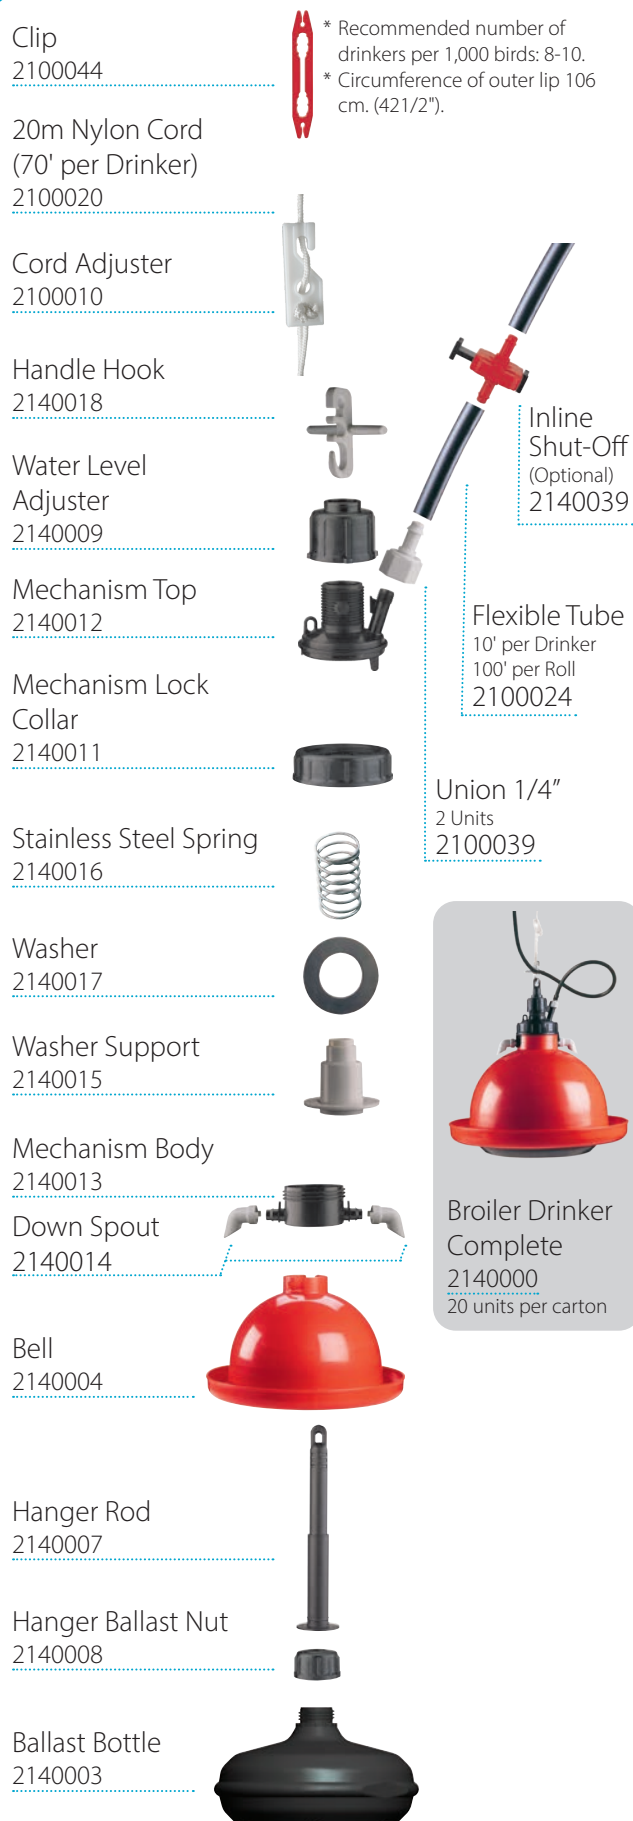 Clip
2100044
* Recommended number of
drinkers per 1,000 birds: 8-10.
* Circumference of outer lip 106
cm. (421/2").
20m Nylon Cord
(70' per Drinker)
2100020
Cord Adjuster
2100010
Handle Hook
2140018
Water Level
Adjuster
2140009
Mechanism Top
2140012
Mechanism Lock
Collar
2140011
Stainless Steel Spring
2140016
Washer
2140017
Washer Support
2140015
Mechanism Body
2140013
Down Spout
2140014
Bell
2140004
Hanger Rod
2140007
Hanger Ballast Nut
2140008
Ballast Bottle
2140003
Inline
Shut-Off
(Optional)
2140039
Flexible Tube
10' per Drinker
100' per Roll
2100024
Union 1/4”
2 Units
2100039
Broiler Drinker
Complete
2140000
20 units per carton